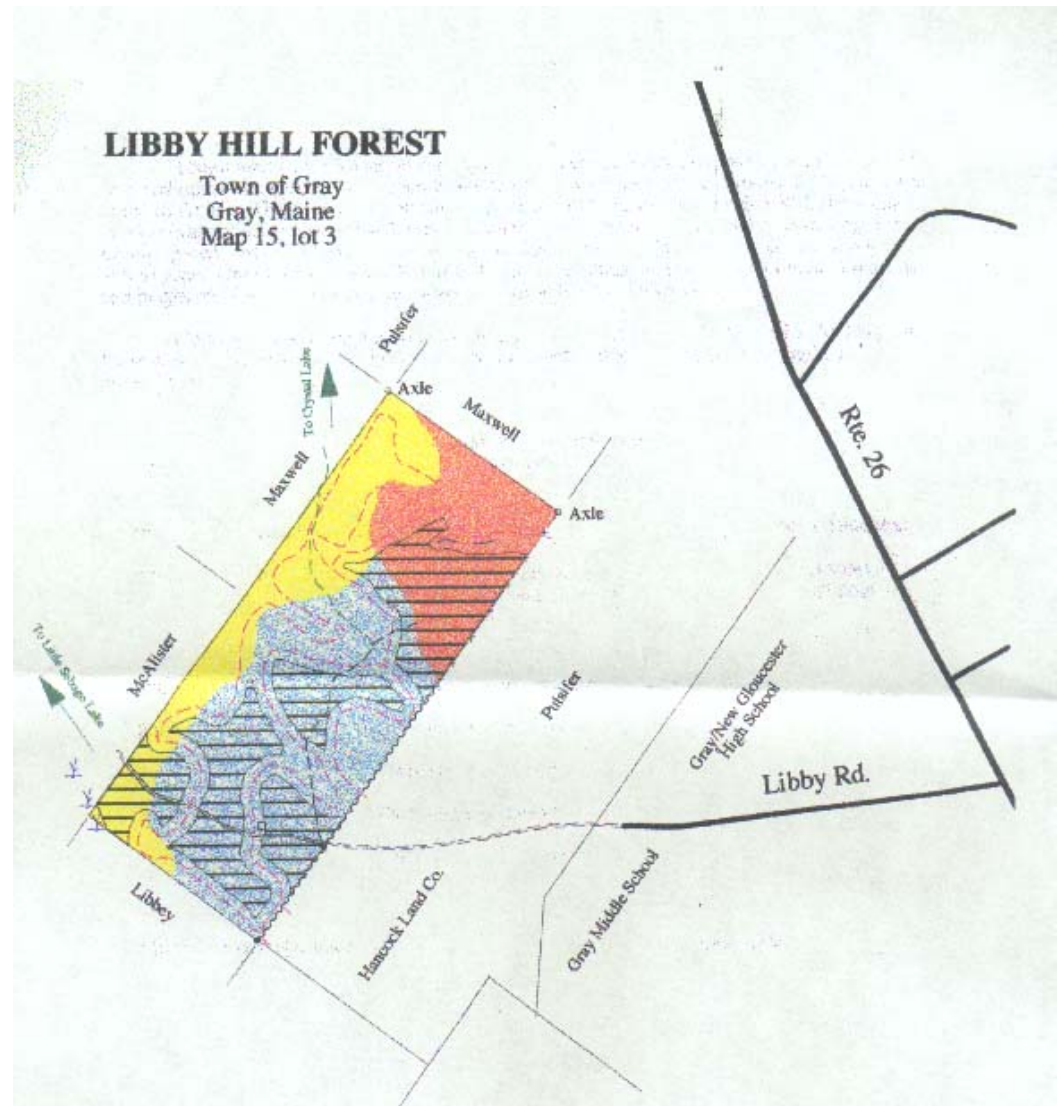 LIBBY HILL FOREST
Town of Gray
Gray, Maine
Map 15, lot 3
Pulsifer
To Crystal Lake
Axle
Maxwell
Maxwell
Rte. 26
Axle
To Little Sebago Lake
McAlister
Pulsifer
Gray/New Gloucester
High School
Libby Rd.
Libbey
Hancock Land Co.
Gray Middle School